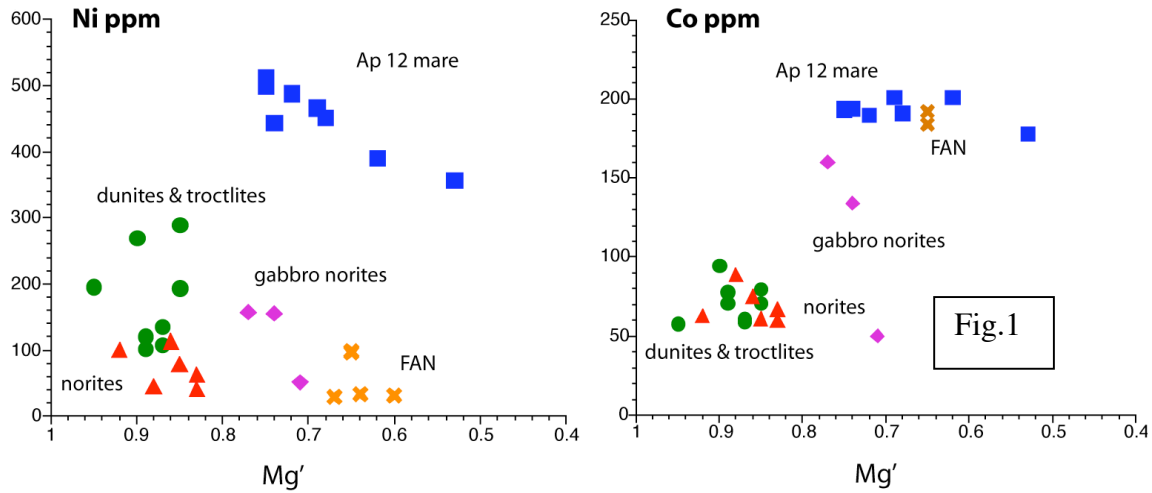 Ni ppm
600
500
400
300
200
100
0
Ap 12 mare
dunites & troctlites
gabbro norites
FAN
norites
1
0.9
0.8
0.7
0.6
0.5
0.4
Mg’
Co ppm
250
200
150
100
50
0
Ap 12 mare
FAN
gabbro norites
norites
dunites & troctlites
Fig.1
1
0.9
0.8
0.7
0.6
0.5
0.4
Mg’